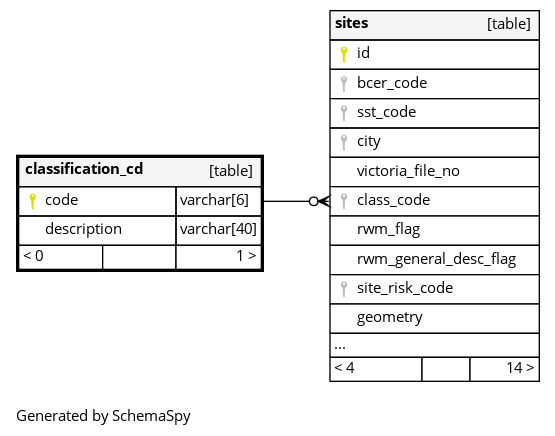 classification_cd [table]
code varchar[6]
description varchar[40]
< 0 1 >
sites [table]
id
bcer_code
sst_code
city
victoria_file_no
class_code
rwm_flag
rwm_general_desc_flag
site_risk_code
geometry
...
< 4 14 >
Generated by SchemaSpy